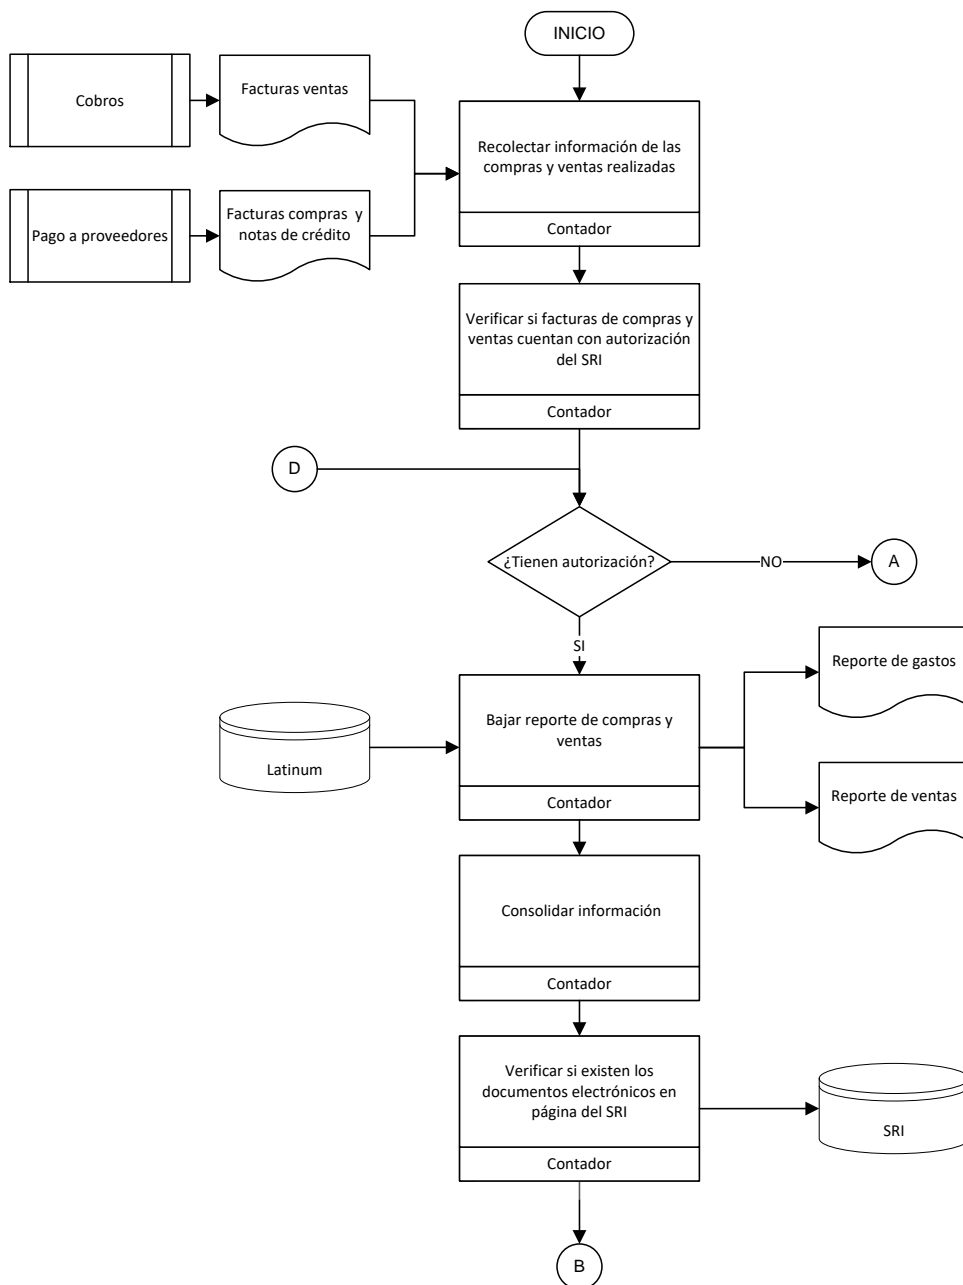 INICIO
Cobros
Facturas ventas
Recolectar información de las
compras y ventas realizadas
Contador
Pago a proveedores
Facturas compras y
notas de crédito
Verificar si facturas de compras y
ventas cuentan con autorización
del SRI
Contador
D
¿Tienen autorización?
NO
A
SI
Reporte de gastos
Bajar reporte de compras y
ventas
Contador
Latinum
Reporte de ventas
Consolidar información
Contador
Verificar si existen los
documentos electrónicos en
página del SRI
Contador
SRI
B